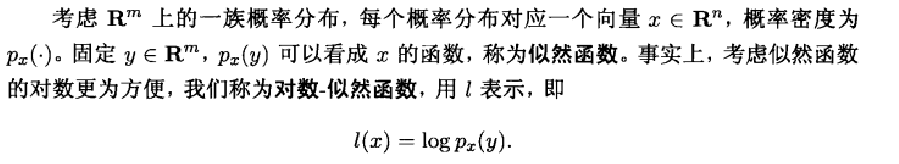 考虑 R^m 上的一族概率分布，每个概率分布对应一个向量 x ∈ R^n，概率密度为
p_x(·)。固定 y ∈ R^m，p_x(y) 可以看成 x 的函数，称为似然函数。事实上，考虑似然函数
的对数更为方便，我们称为对数-似然函数，用 l 表示，即
l(x) = log p_x(y).